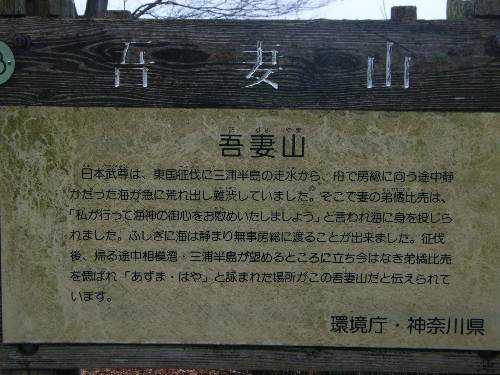 吾妻山
吾妻山
日本武尊は、東国征伐に三浦半島の走水から、舟で房総に向う途中静
かだった海が急に荒れ出し難渋していました。そこで妻の弟橘比売は、
「私が行って海神の御心をお慰めいたしましょう」と言われ海に身を投じら
れました。ふしぎに海は静まり無事房総に渡ることが出来ました。征伐
後、帰る途中相模湾・三浦半島が望めるところに立ち今はなき弟橘比売
を偲ばれ「あずま・はや」と詠まれた場所がこの吾妻山だと伝えられて
います。
環境庁・神奈川県